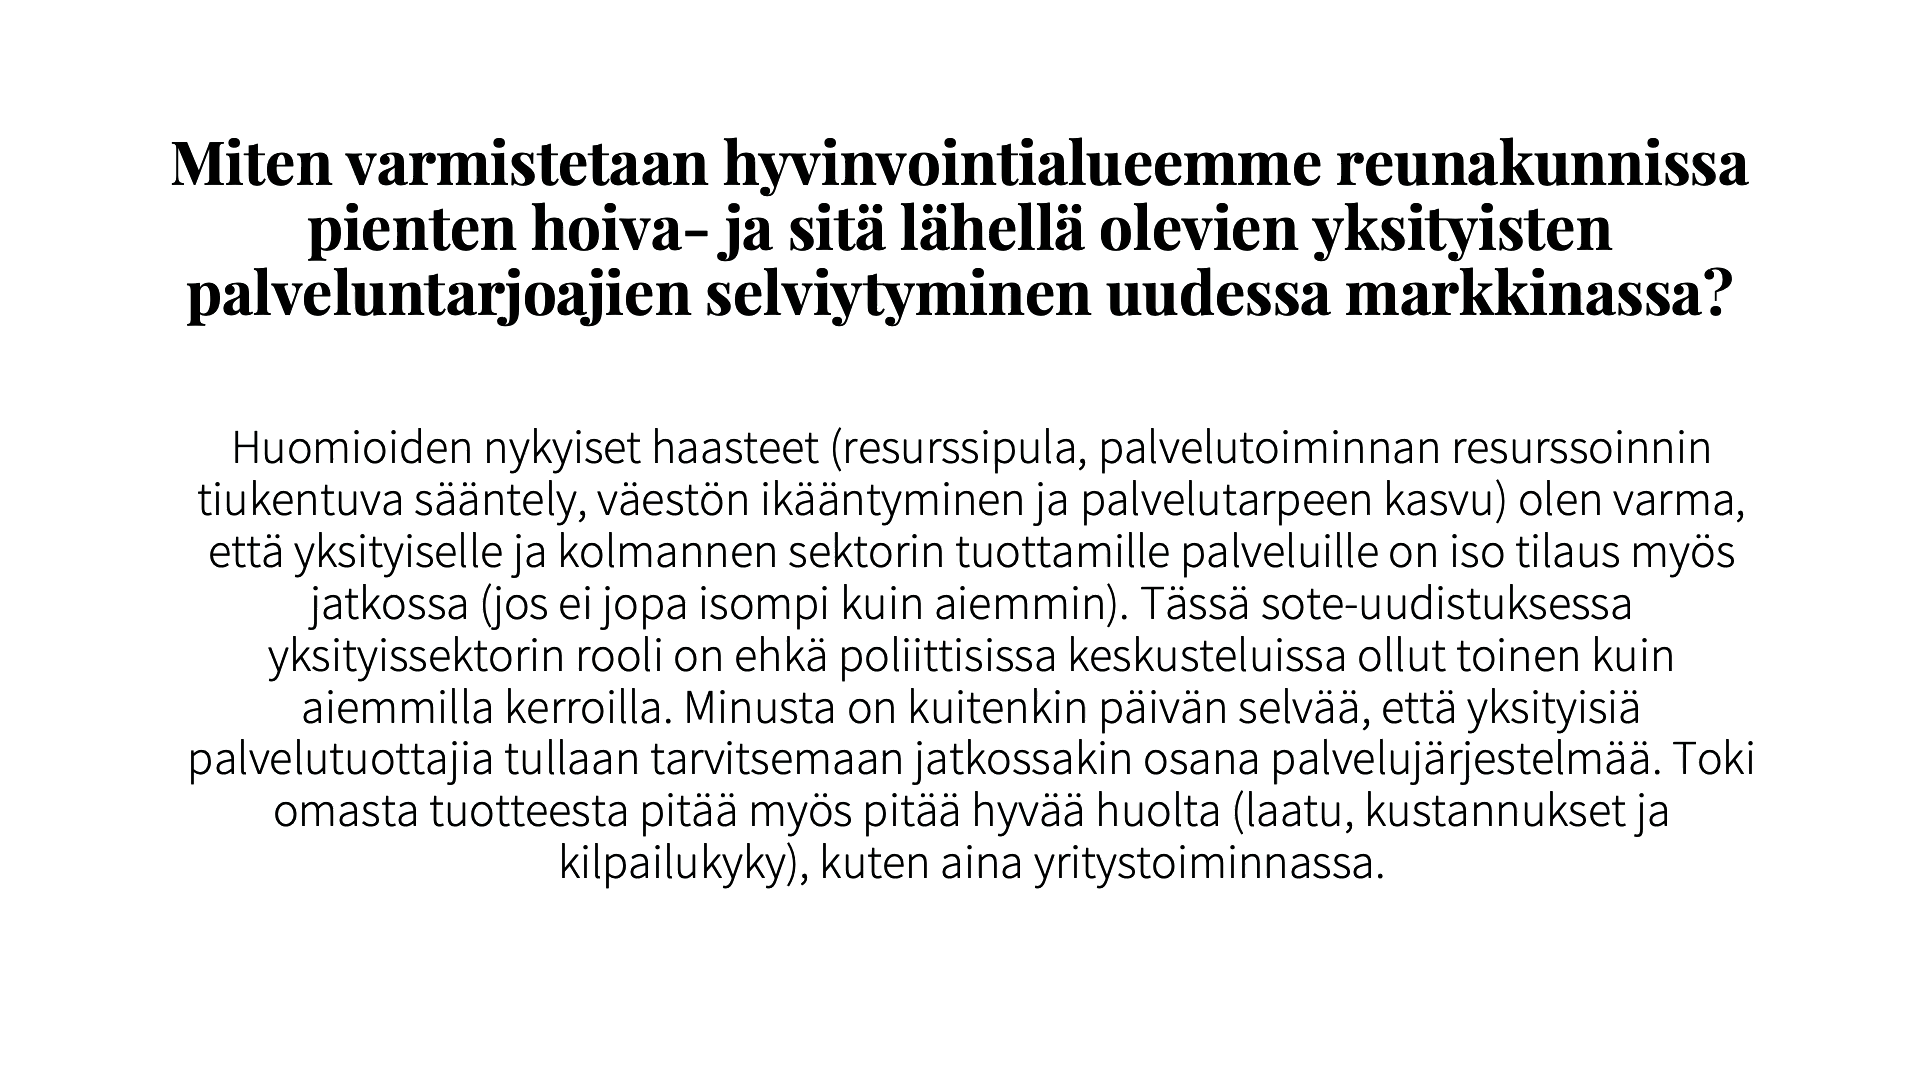 Miten varmistetaan hyvinvointialueemme reunakunnissa
pienten hoiva- ja sitä lähellä olevien yksityisten
palveluntarjoajien selviytyminen uudessa markkinassa?
Huomioiden nykyiset haasteet (resurssipula, palvelutoiminnan resurssoinnin
tiukentuva sääntely, väestön ikääntyminen ja palvelutarpeen kasvu) olen varma,
että yksityiselle ja kolmannen sektorin tuottamille palveluille on iso tilaus myös
jatkossa (jos ei jopa isompi kuin aiemmin). Tässä sote-uudistuksessa
yksityissektorin rooli on ehkä poliittisissa keskusteluissa ollut toinen kuin
aiemmilla kerroilla. Minusta on kuitenkin päivän selvää, että yksityisiä
palvelutuottajia tullaan tarvitsemaan jatkossakin osana palvelujärjestelmää. Toki
omasta tuotteesta pitää myös pitää hyvää huolta (laatu, kustannukset ja
kilpailukyky), kuten aina yritystoiminnassa.